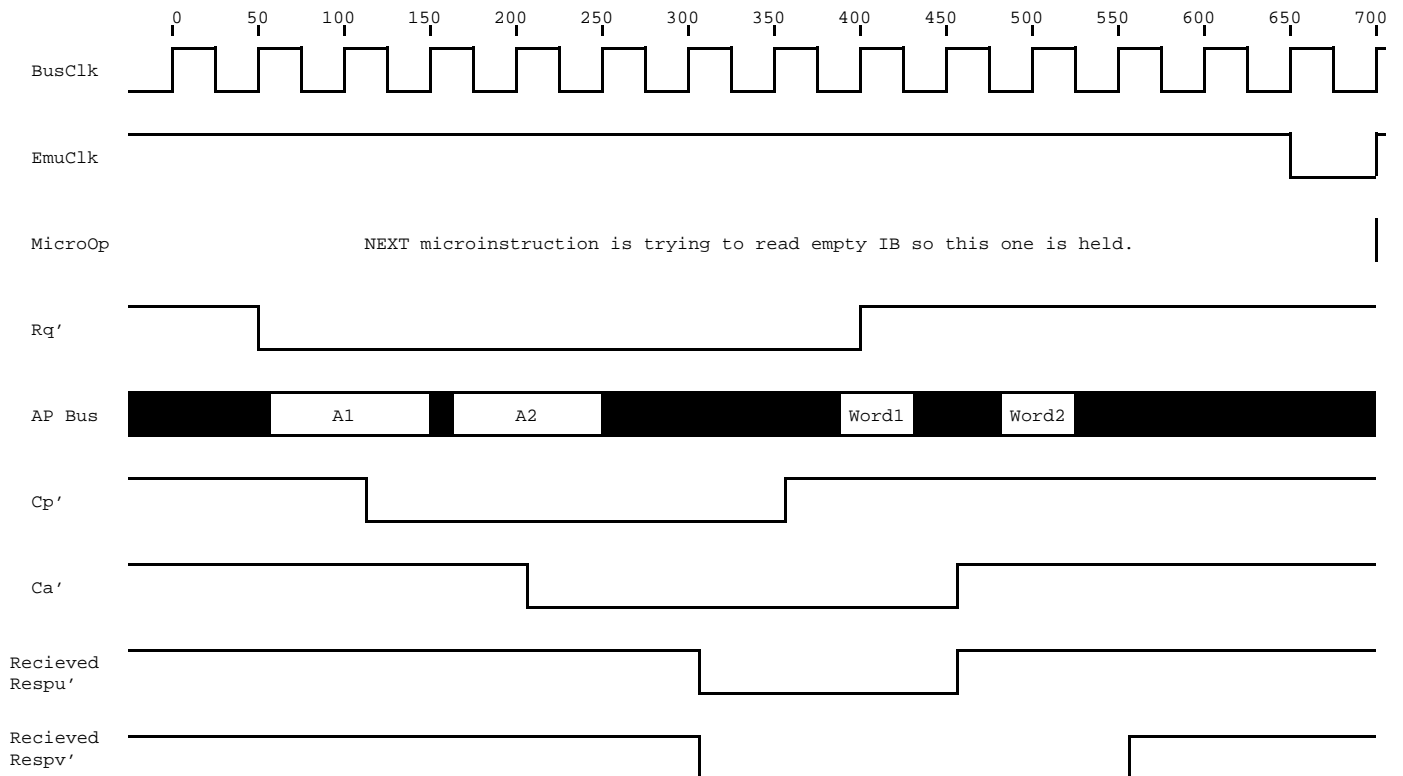 0 50 100 150 200 250 300 350 400 450 500 550 600 650 700
BusClk
EmuClk
MicroOp NEXT microinstruction is trying to read empty IB so this one is held.
Rq’
AP Bus A1 A2 Word1 Word2
Cp’
Ca’
Recieved
Respu’
Recieved
Respv’